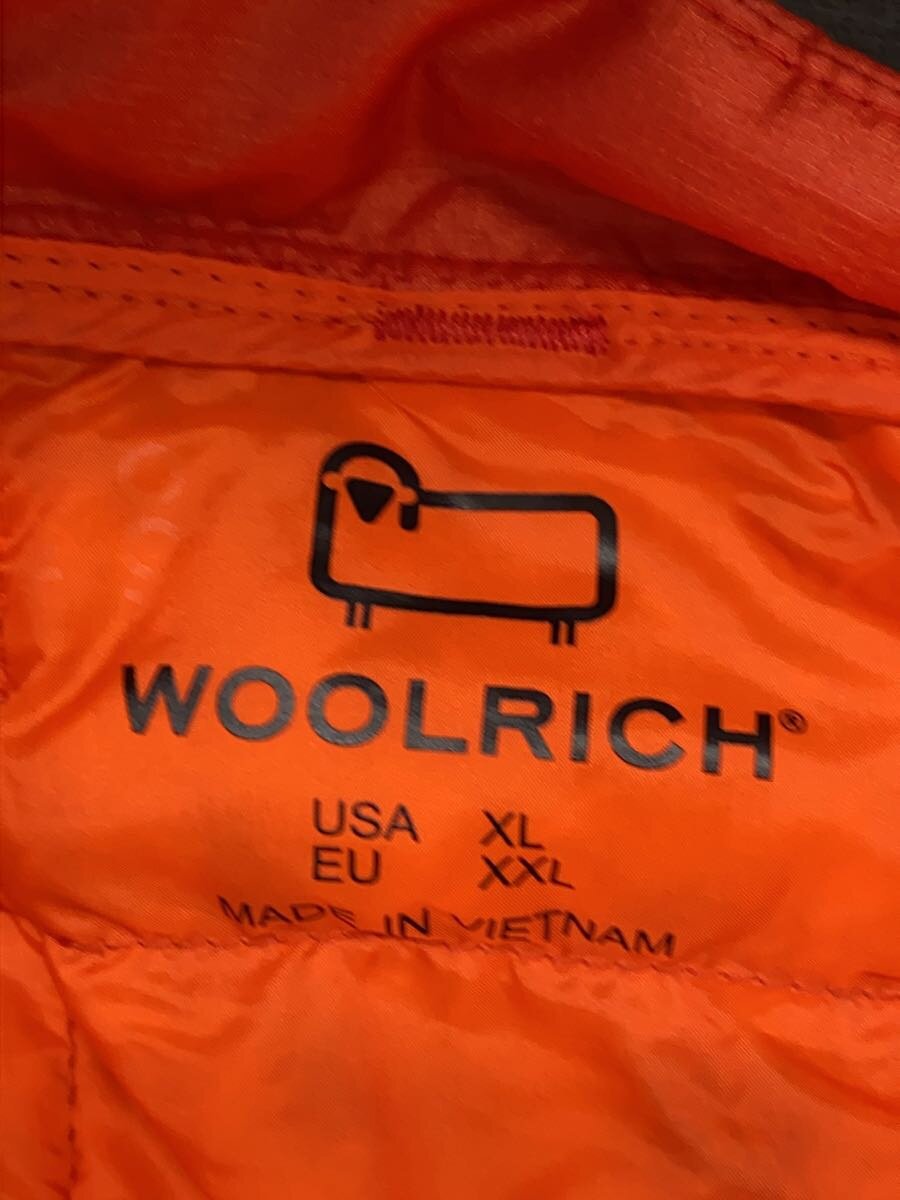 WOOLRICH®
USA XL
EU XXL
MADE IN VIETNAM